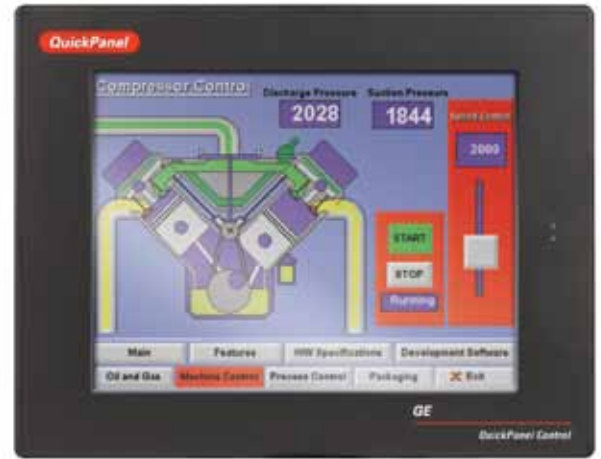 QuickPanel
Compressor Control
Discharge Pressure
Suction Pressure
2028
1844
Speed Control
2000
START
STOP
Running
Main
Features
H/W Specifications
Development Software
Oil and Gas
Machine Control
Process Control
Packaging
X Exit
GE
QuickPanel Control